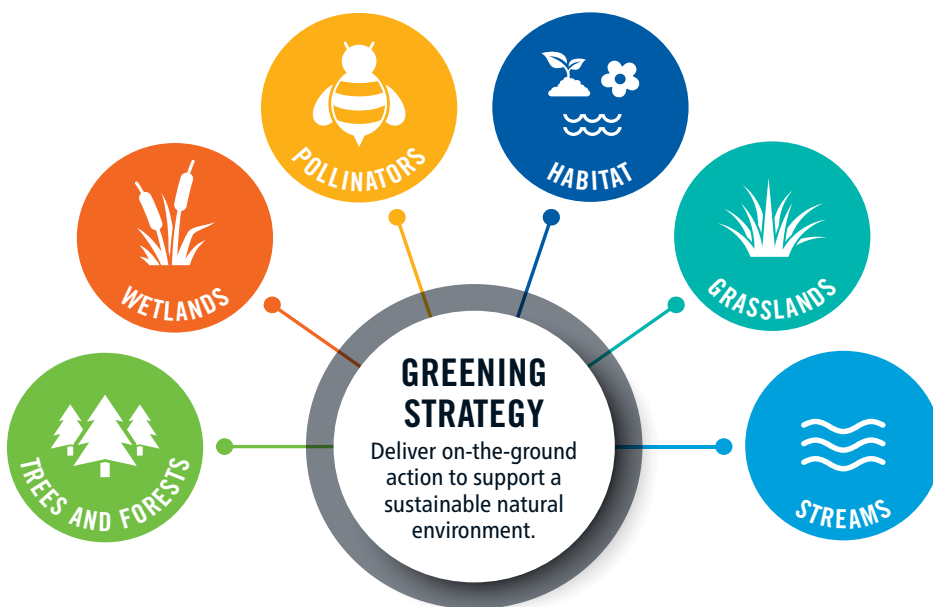 POLLINATORS
HABITAT
WETLANDS
GRASSLANDS
TREES AND FORESTS
STREAMS
GREENING
STRATEGY
Deliver on-the-ground
action to support a
sustainable natural
environment.